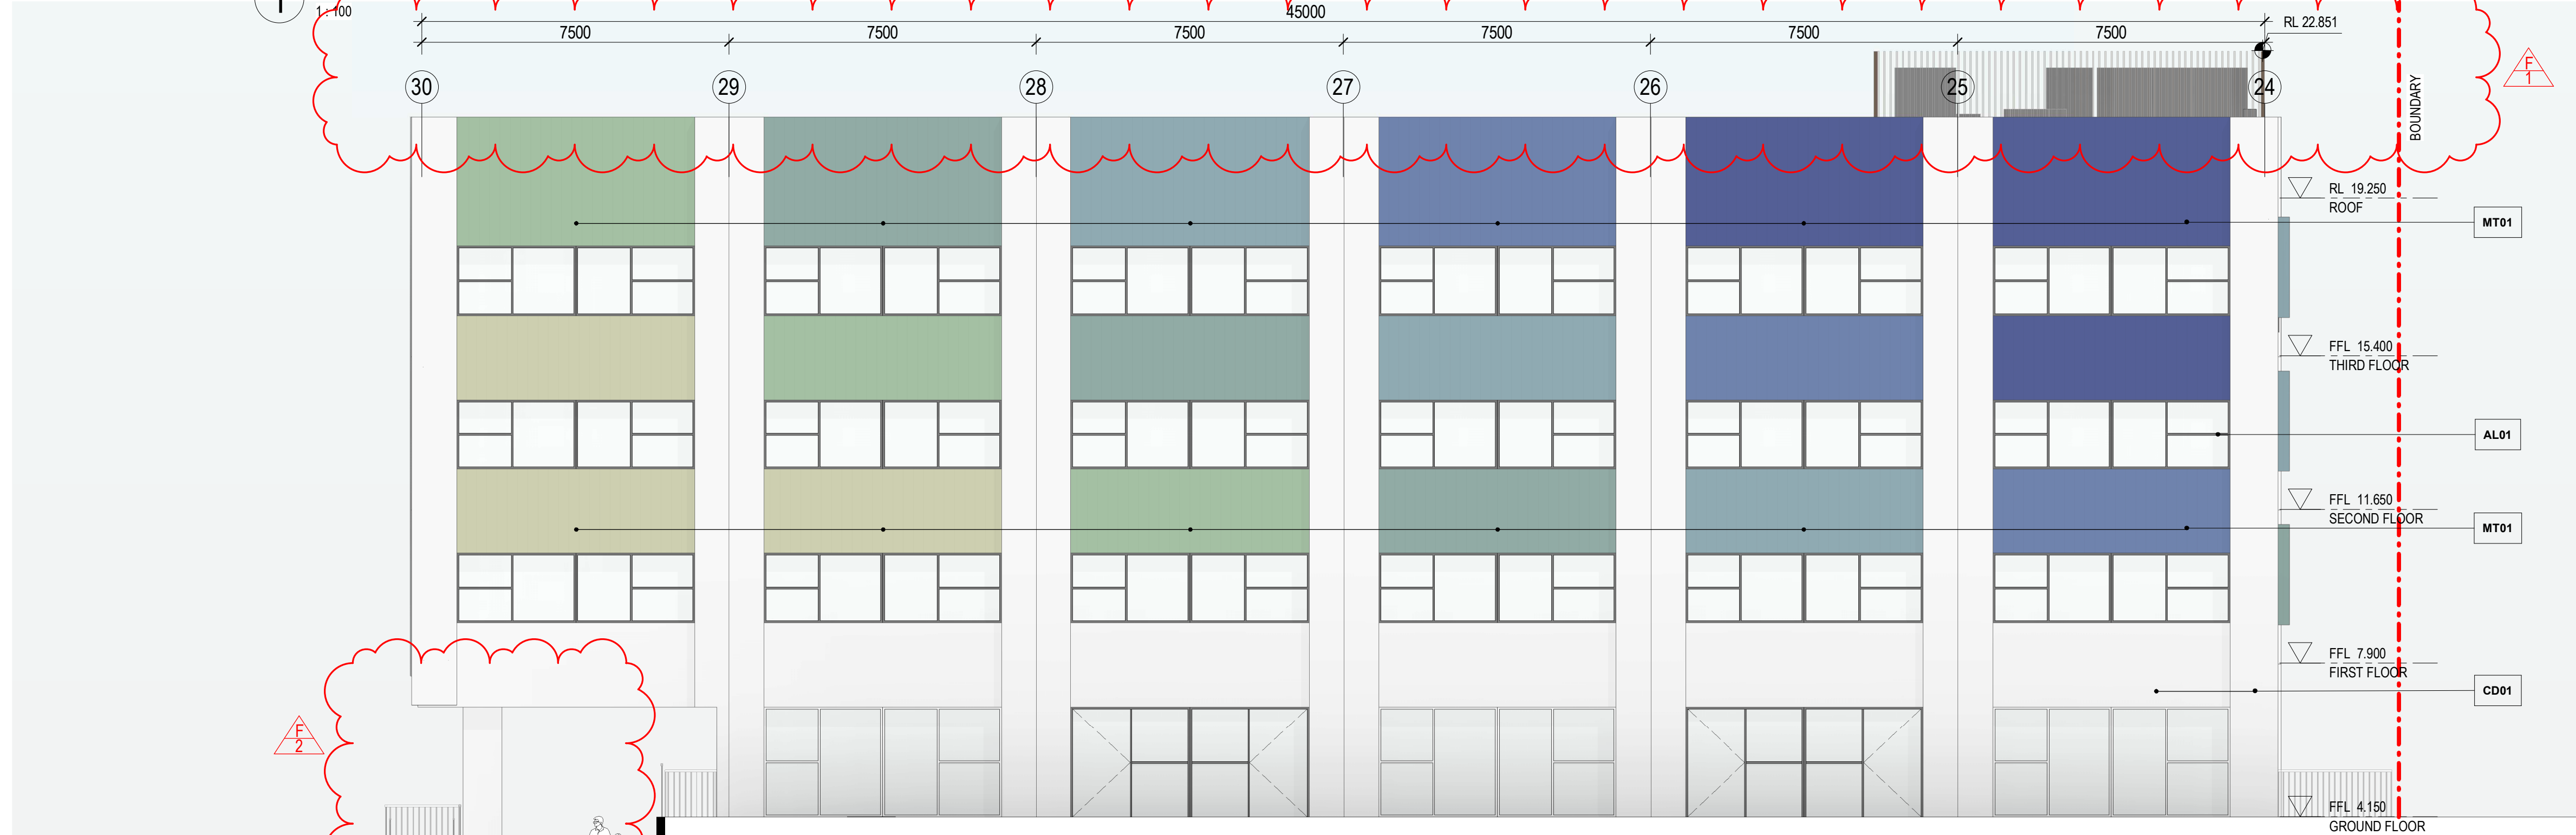 1
1 : 100
45000
7500 7500 7500 7500 7500 7500
RL 22.851
30 29 28 27 26 25 24
F
1
BOUNDARY
RL 19.250
ROOF
MT01
FFL 15.400
THIRD FLOOR
AL01
FFL 11.650
SECOND FLOOR
MT01
FFL 7.900
FIRST FLOOR
CD01
F
2
FFL 4.150
GROUND FLOOR